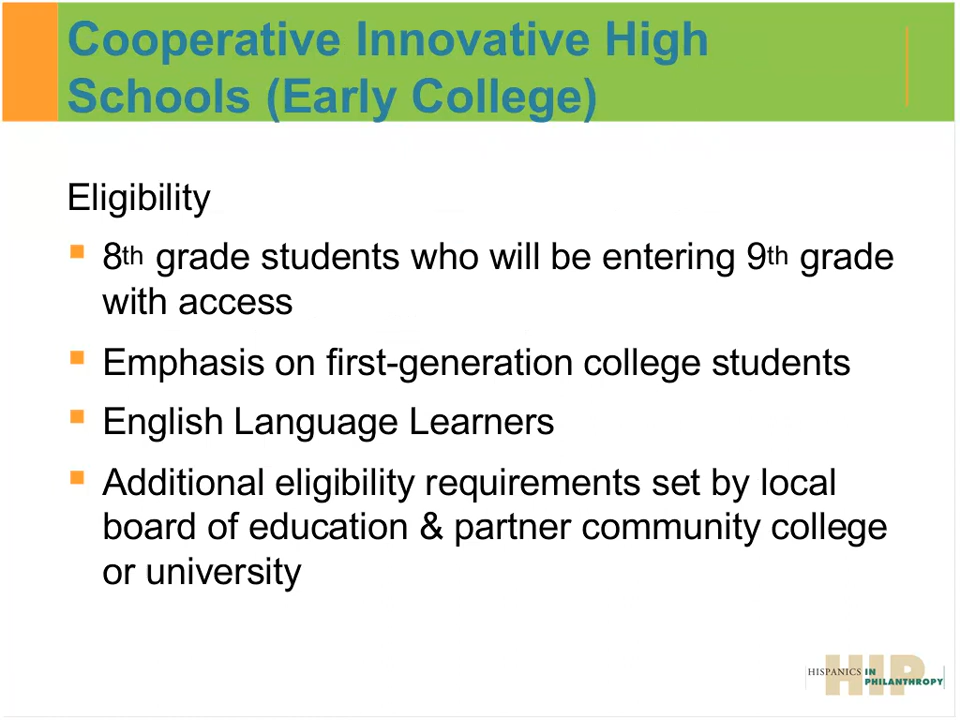 Cooperative Innovative High
Schools (Early College)
Eligibility
8th grade students who will be entering 9th grade
with access
Emphasis on first-generation college students
English Language Learners
Additional eligibility requirements set by local
board of education & partner community college
or university
HIP
HISPANICS IN
PHILANTHROPY